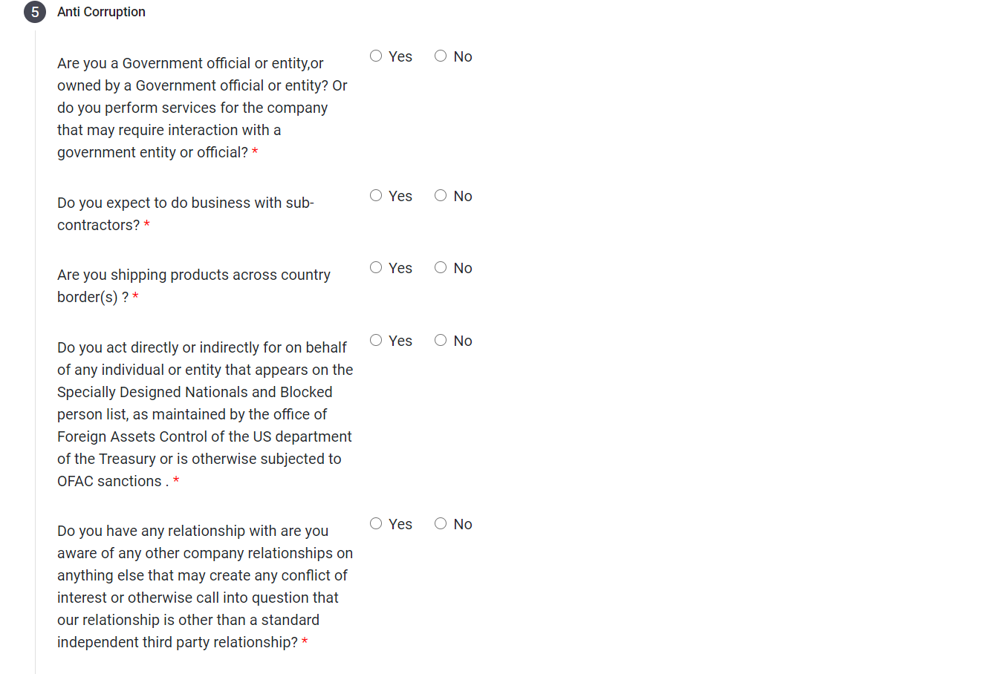 5 Anti Corruption
Are you a Government official or entity,or
owned by a Government official or entity? Or
do you perform services for the company
that may require interaction with a
government entity or official? *
Yes No
Do you expect to do business with sub-
contractors? *
Yes No
Are you shipping products across country
border(s) ? *
Yes No
Do you act directly or indirectly for on behalf
of any individual or entity that appears on the
Specially Designed Nationals and Blocked
person list, as maintained by the office of
Foreign Assets Control of the US department
of the Treasury or is otherwise subjected to
OFAC sanctions . *
Yes No
Do you have any relationship with are you
aware of any other company relationships on
anything else that may create any conflict of
interest or otherwise call into question that
our relationship is other than a standard
independent third party relationship? *
Yes No